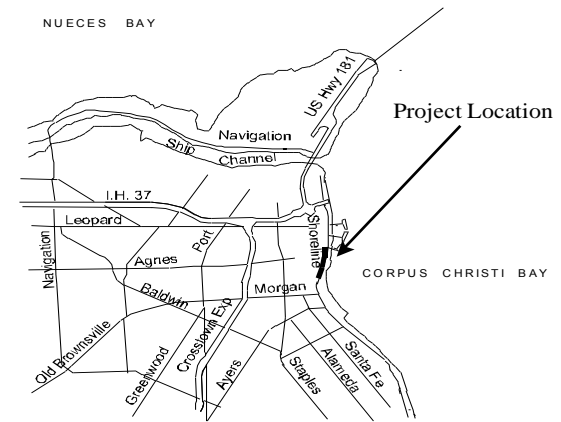 NUECES BAY
US Hwy 181
Project Location
Navigation
Ship Channel
I.H. 37
Leopard
Port
Shoreline
Navigation
Agnes
CORPUS CHRISTI BAY
Baldwin
Morgan
Crosstown Exp
Old Brownsville
Greenwood
Ayers
Staples
Alameda
Santa Fe